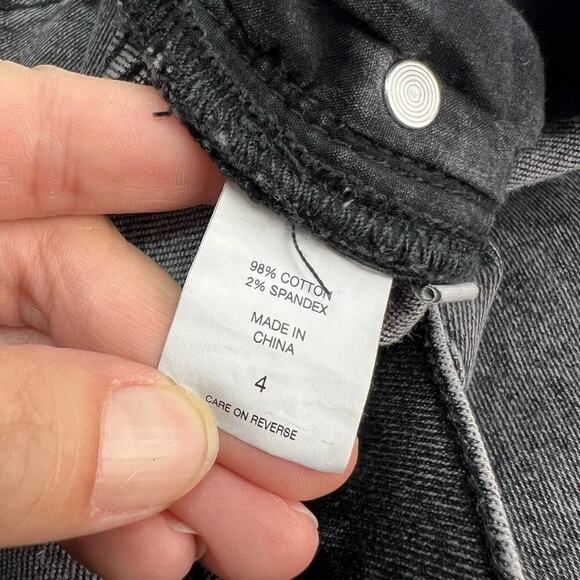 98% COTTON
2% SPANDEX
MADE IN
CHINA
4
CARE ON REVERSE